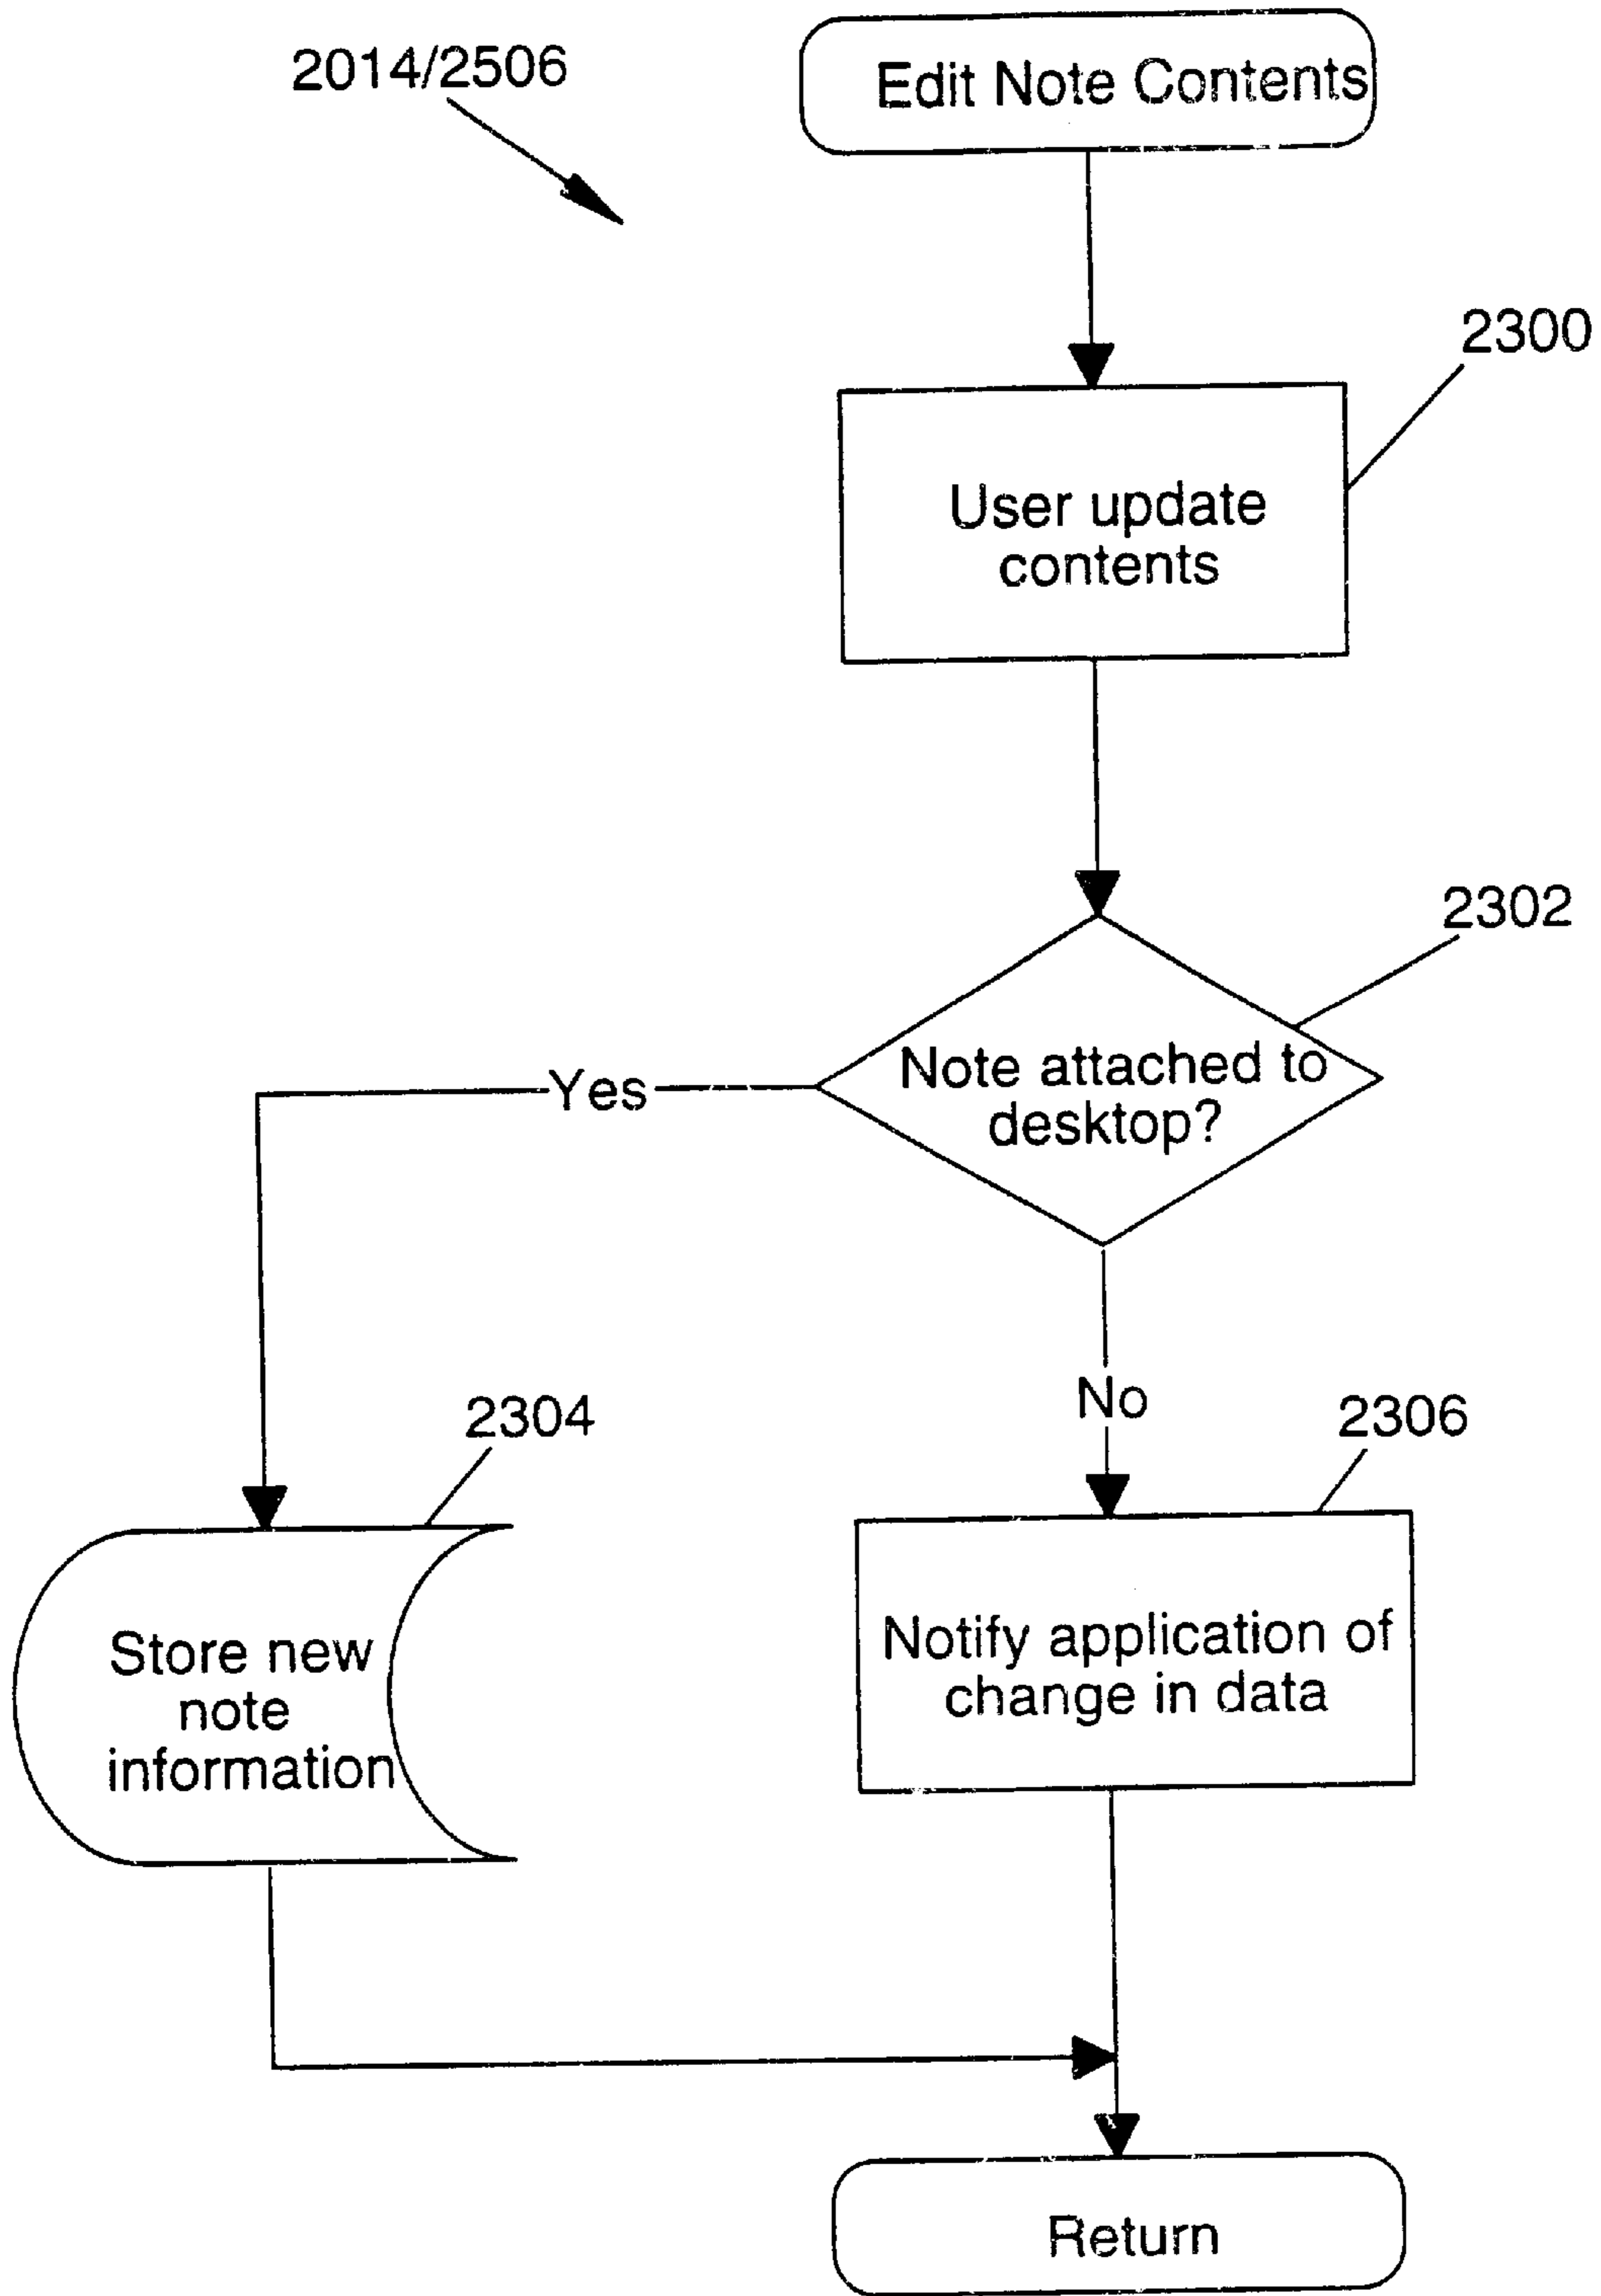 2014/2506
Edit Note Contents
2300
User update
contents
2302
Note attached to
desktop?
Yes
No
2304
2306
Store new
note
information
Notify application of
change in data
Return